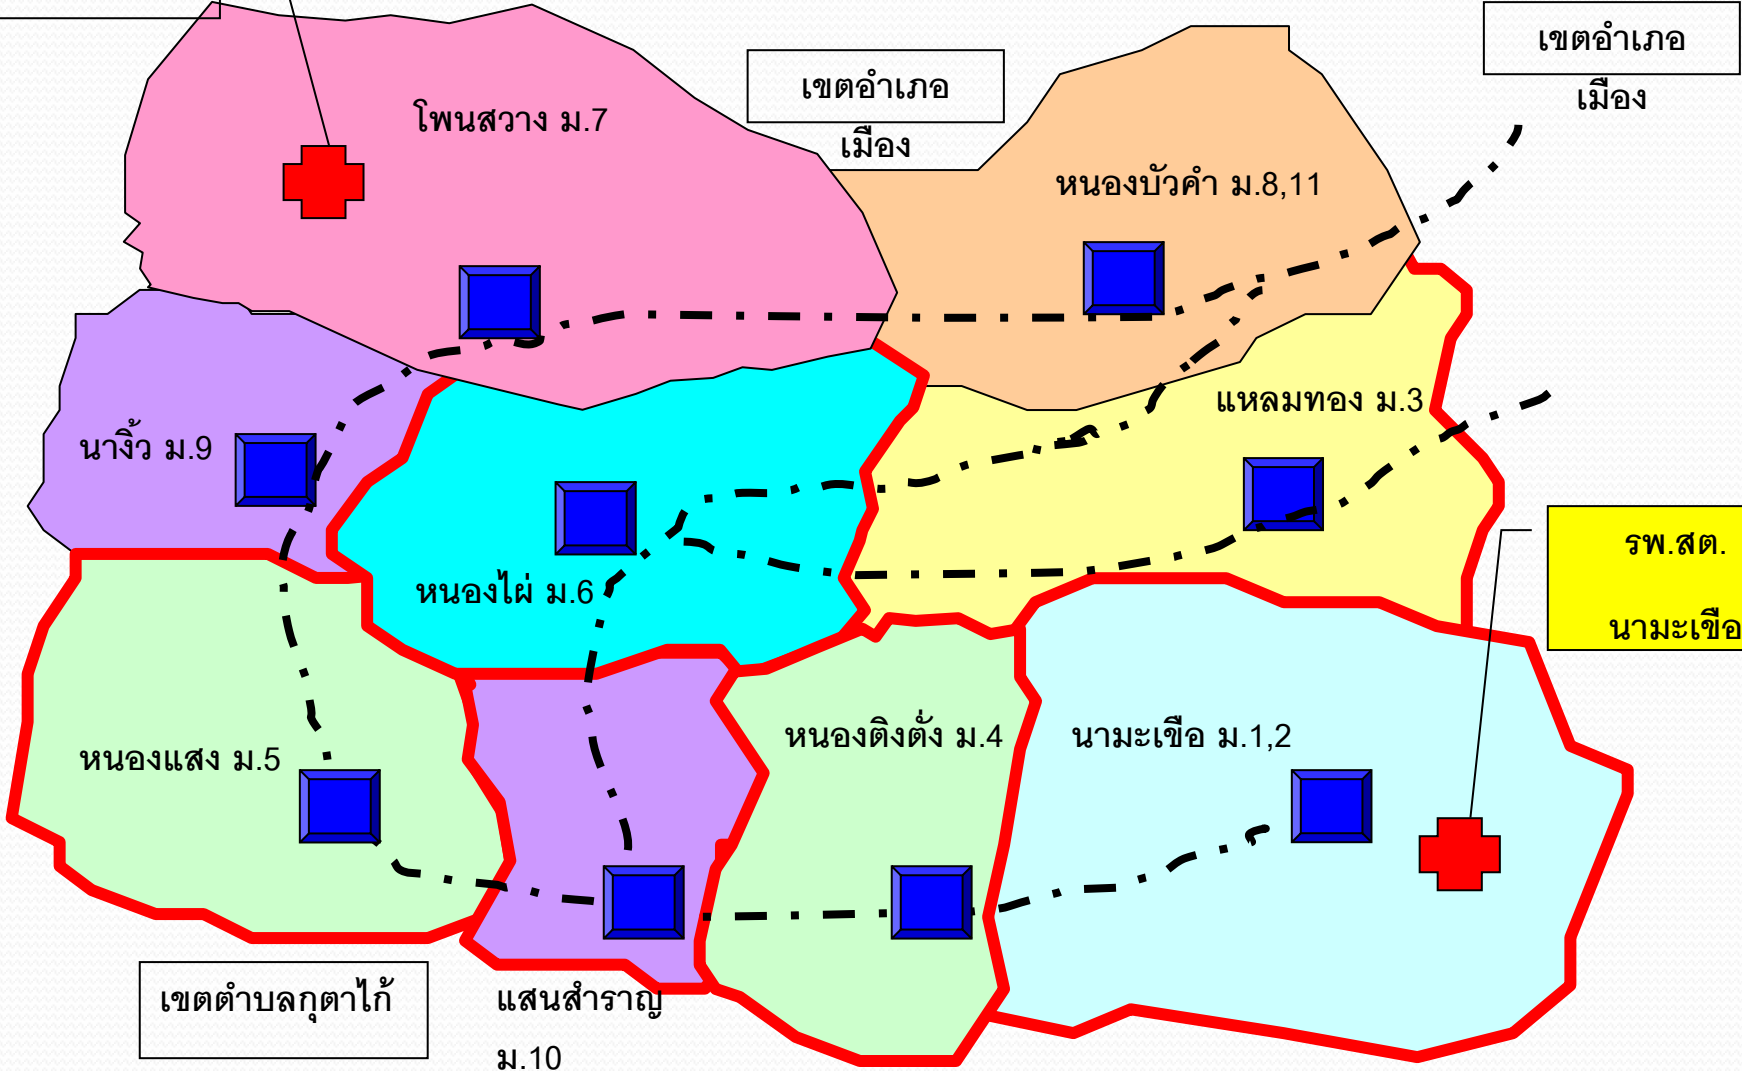 เขตอำเภอ
เมือง
เขตอำเภอ
เมือง
โพนสวาง ม.7
หนองบัวคำ ม.8,11
แหลมทอง ม.3
นางิ้ว ม.9
รพ.สต.
นามะเขือ
หนองไผ่ ม.6
หนองแสง ม.5
หนองติงตั่ง ม.4
นามะเขือ ม.1,2
เขตตำบลกุตาไก้
แสนสำราญ
ม.10